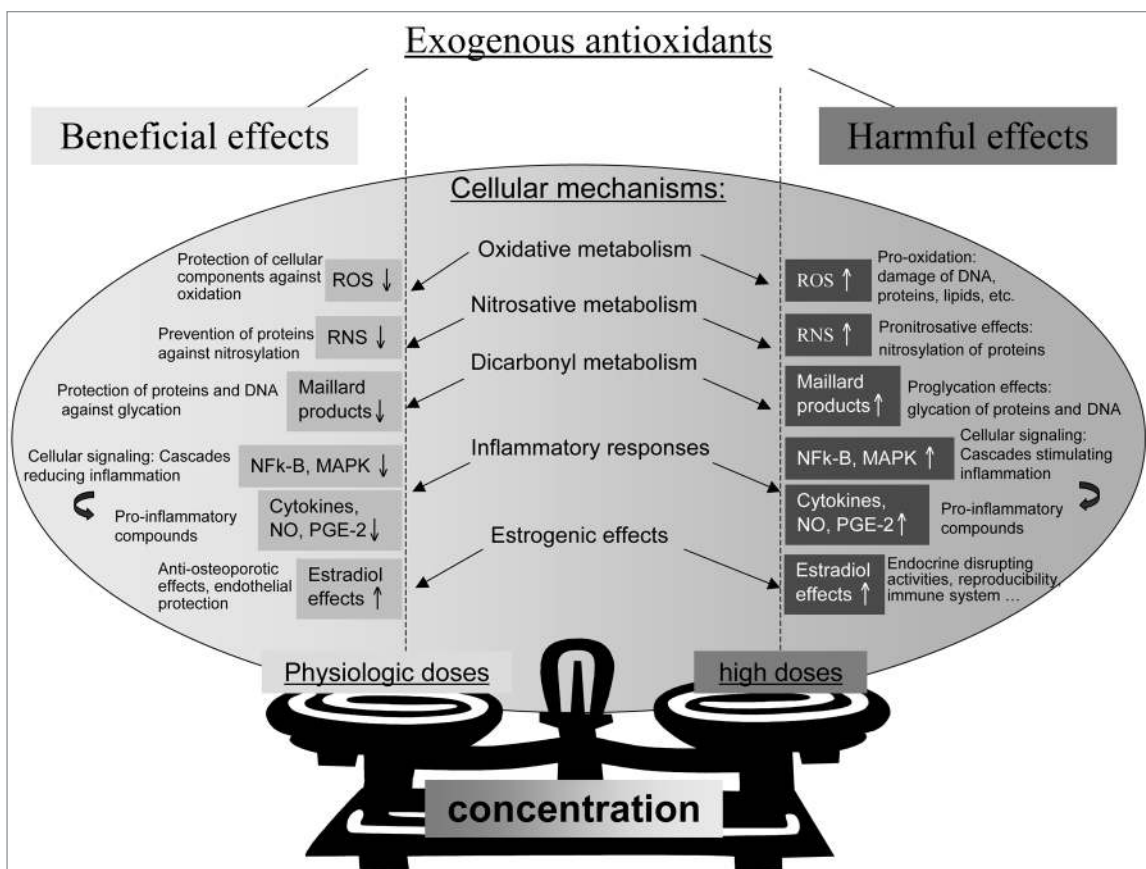 Exogenous antioxidants
Beneficial effects
Harmful effects
Cellular mechanisms:
Oxidative metabolism
Nitrosative metabolism
Dicarbonyl metabolism
Inflammatory responses
Estrogenic effects
Protection of cellular
components against
oxidation
ROS ↓
Prevention of proteins
against nitrosylation
RNS ↓
Protection of proteins and DNA
against glycation
Maillard
products ↓
Cellular signaling: Cascades
reducing inflammation
NFk-B, MAPK ↓
Pro-inflammatory
compounds
Cytokines,
NO, PGE-2 ↓
Anti-osteoporotic
effects, endothelial
protection
Estradiol
effects ↑
ROS ↑
Pro-oxidation:
damage of DNA,
proteins, lipids, etc.
RNS ↑
Pronitrosative effects:
nitrosylation of proteins
Maillard
products ↑
Proglycation effects:
glycation of proteins and DNA
NFk-B, MAPK ↑
Cellular signaling:
Cascades stimulating
inflammation
Cytokines,
NO, PGE-2 ↑
Pro-inflammatory
compounds
Estradiol
effects ↑
Endocrine disrupting
activities, reproducibility,
immune system ...
Physiologic doses
high doses
concentration